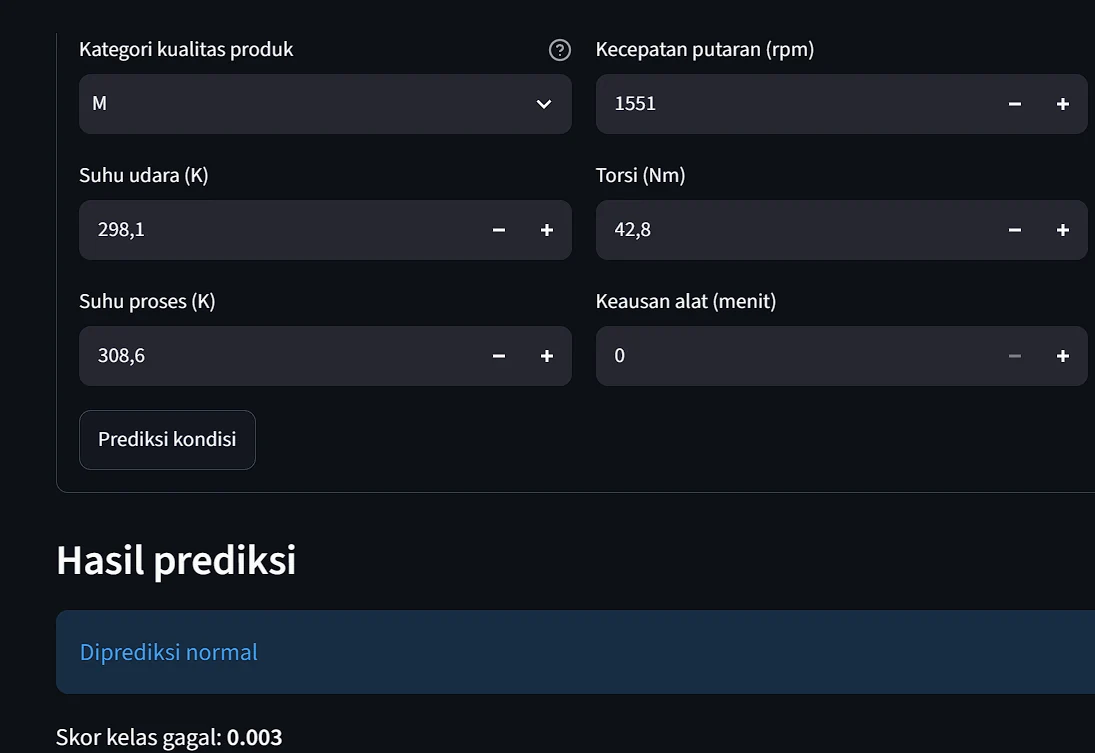 Kategori kualitas produk
M
Suhu udara (K)
298,1
Suhu proses (K)
308,6
Kecepatan putaran (rpm)
1551
Torsi (Nm)
42,8
Keausan alat (menit)
0
Prediksi kondisi
Hasil prediksi
Diprediksi normal
Skor kelas gagal: 0.003